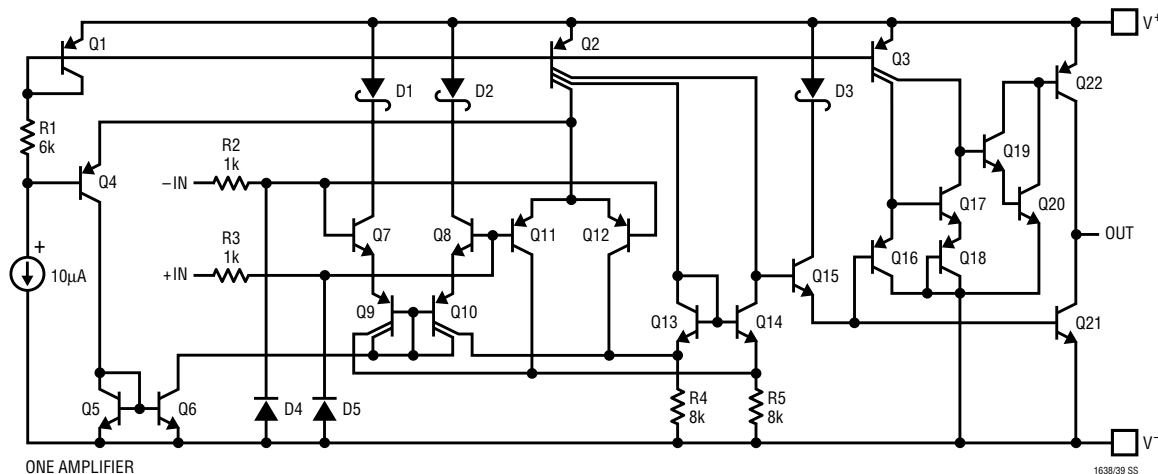 V+
Q1
Q2
Q3
Q22
D1
D2
D3
R1
6k
R2
1k
Q19
Q4
−IN
Q17
Q20
Q7
Q8
Q11
Q12
OUT
R3
1k
Q16
Q18
+
10µA
+IN
Q15
Q9
Q10
Q13
Q14
Q21
Q5
Q6
D4
D5
R4
8k
R5
8k
V−
ONE AMPLIFIER
1638/39 SS